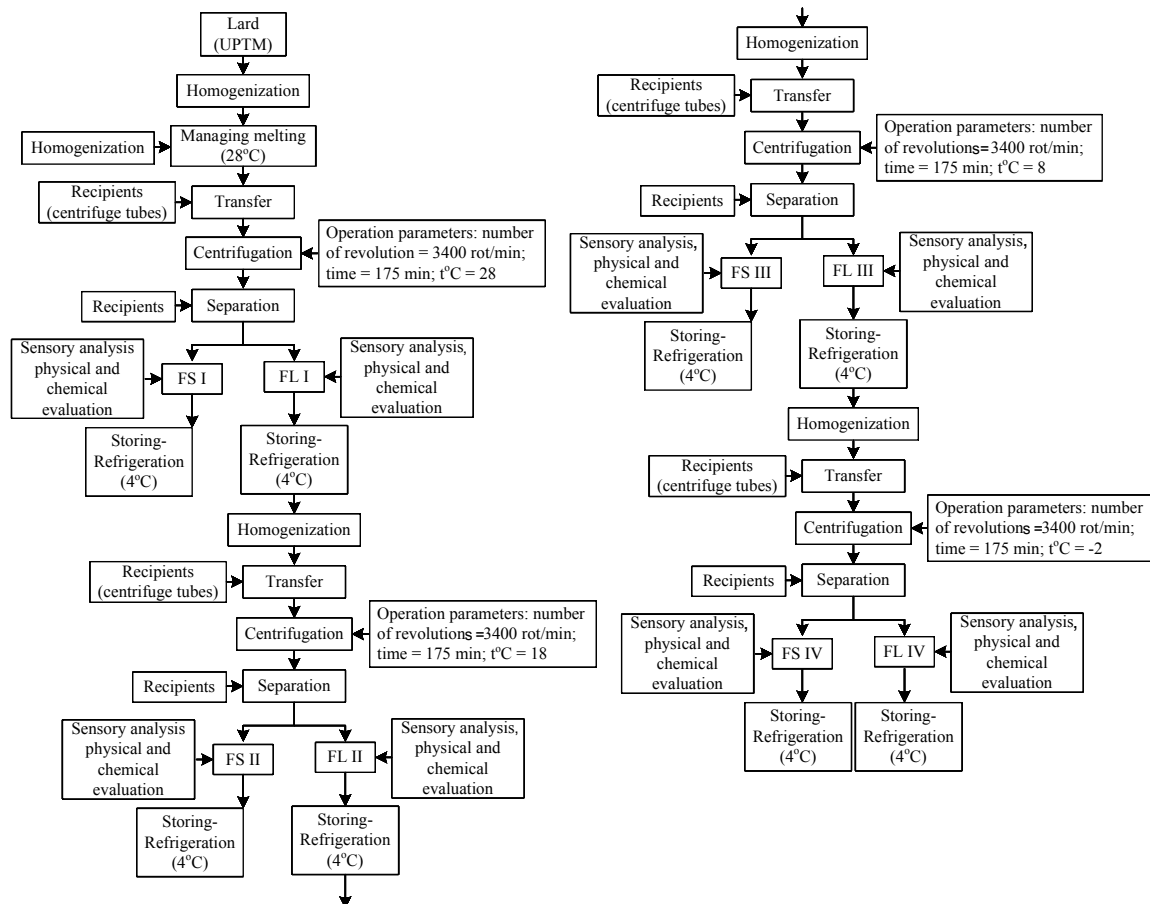 Lard
(UPTM)
Homogenization
Homogenization
Managing melting
(28°C)
Recipients
(centrifuge tubes)
Transfer
Centrifugation
Operation parameters: number
of revolution = 3400 rot/min;
time = 175 min; t°C = 28
Recipients
Separation
Sensory analysis
physical and
chemical
evaluation
FS I
FL I
Sensory analysis,
physical and
chemical
evaluation
Storing-
Refrigeration
(4°C)
Storing-
Refrigeration
(4°C)
Homogenization
Recipients
(centrifuge tubes)
Transfer
Centrifugation
Operation parameters: number
of revolutions =3400 rot/min;
time = 175 min; t°C = 18
Recipients
Separation
Sensory analysis
physical and
chemical
evaluation
FS II
FL II
Sensory analysis,
physical and
chemical
evaluation
Storing-
Refrigeration
(4°C)
Storing-
Refrigeration
(4°C)
Homogenization
Recipients
(centrifuge tubes)
Transfer
Centrifugation
Operation parameters: number
of revolutions = 3400 rot/min;
time = 175 min; t°C = 8
Recipients
Separation
Sensory analysis,
physical and
chemical
evaluation
FS III
FL III
Sensory analysis,
physical and
chemical
evaluation
Storing-
Refrigeration
(4°C)
Storing-
Refrigeration
(4°C)
Homogenization
Recipients
(centrifuge tubes)
Transfer
Centrifugation
Operation parameters: number
of revolutions =3400 rot/min;
time = 175 min; t°C = -2
Recipients
Separation
Sensory analysis,
physical and
chemical
evaluation
FS IV
FL IV
Sensory analysis,
physical and
chemical
evaluation
Storing-
Refrigeration
(4°C)
Storing-
Refrigeration
(4°C)